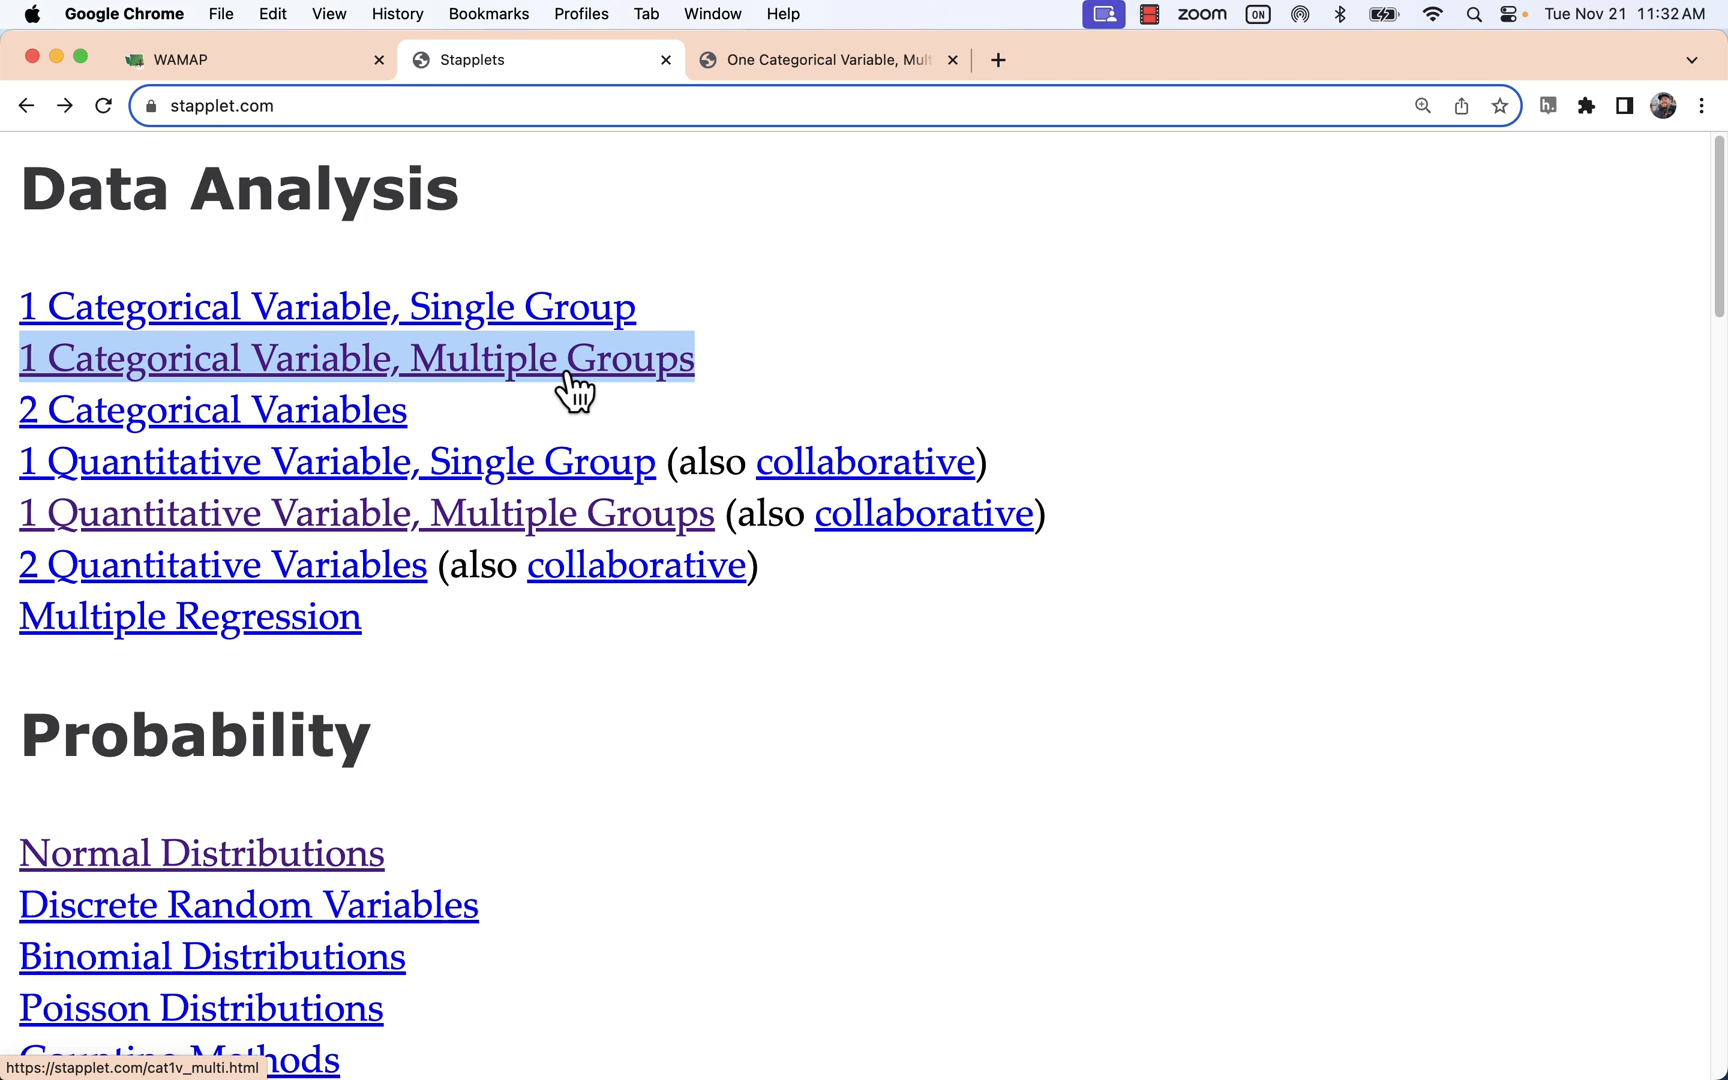 Google Chrome File Edit View History Bookmarks Profiles Tab Window Help zoom ON Tue Nov 21 11:32 AM
WAMAP Stapplets One Categorical Variable, Mul
stapplet.com h.
Data Analysis
1 Categorical Variable, Single Group
1 Categorical Variable, Multiple Groups
2 Categorical Variables
1 Quantitative Variable, Single Group (also collaborative)
1 Quantitative Variable, Multiple Groups (also collaborative)
2 Quantitative Variables (also collaborative)
Multiple Regression
Probability
Normal Distributions
Discrete Random Variables
Binomial Distributions
Poisson Distributions
Counting Methods
https://stapplet.com/cat1v_multi.html